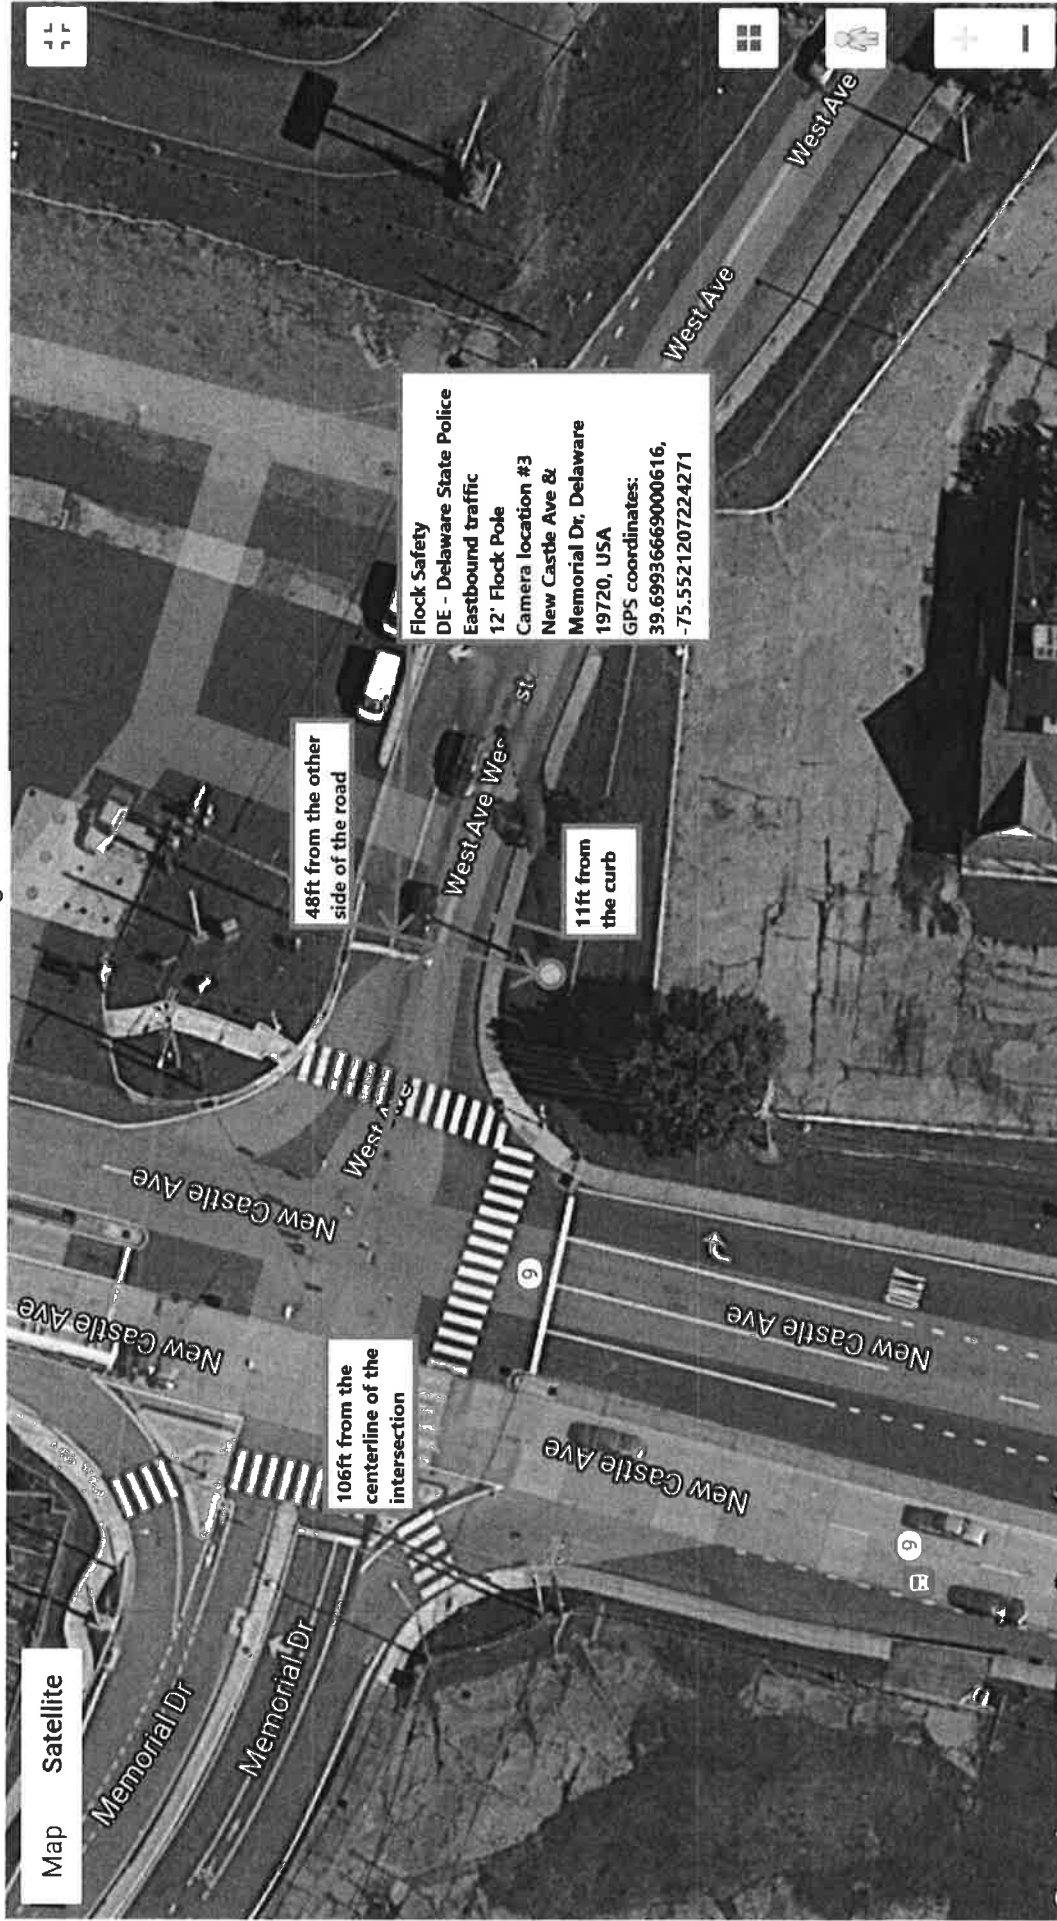 Map Satellite
Memorial Dr
Memorial Dr
New Castle Ave
New Castle Ave
106ft from the
centerline of the
intersection
New Castle Ave
9
9
New Castle Ave
ONLY
West Ave
48ft from the other
side of the road
West Ave
West
11ft from
the curb
Flock Safety
DE - Delaware State Police
Eastbound traffic
12' Flock Pole
Camera location #3
New Castle Ave &
Memorial Dr, Delaware
19720, USA
GPS coordinates:
39.69936669000616,
-75.5521207224271
West Ave
West Ave